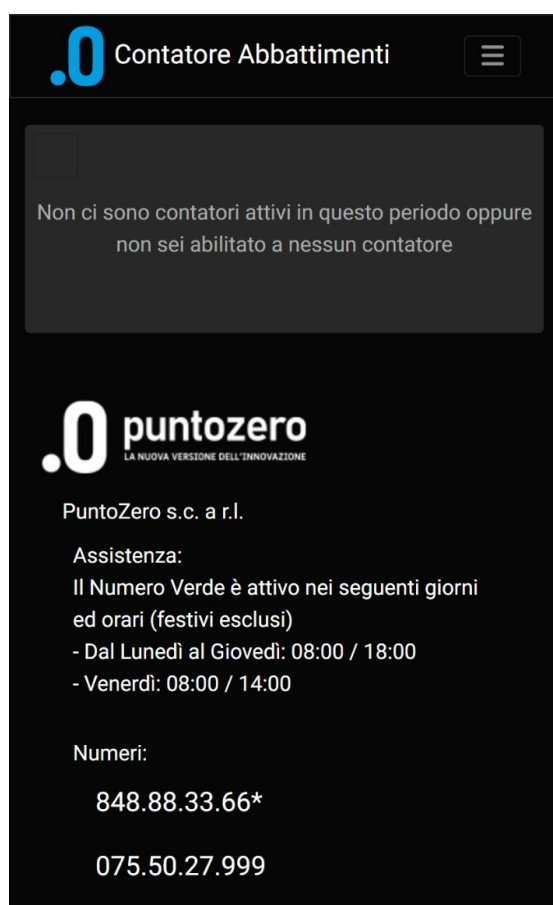 .0 Contatore Abbattimenti
Non ci sono contatori attivi in questo periodo oppure
non sei abilitato a nessun contatore
.0 puntozero
LA NUOVA VERSIONE DELL'INNOVAZIONE
PuntoZero s.c. a r.l.
Assistenza:
Il Numero Verde è attivo nei seguenti giorni
ed orari (festivi esclusi)
- Dal Lunedì al Giovedì: 08:00 / 18:00
- Venerdì: 08:00 / 14:00
Numeri:
848.88.33.66*
075.50.27.999